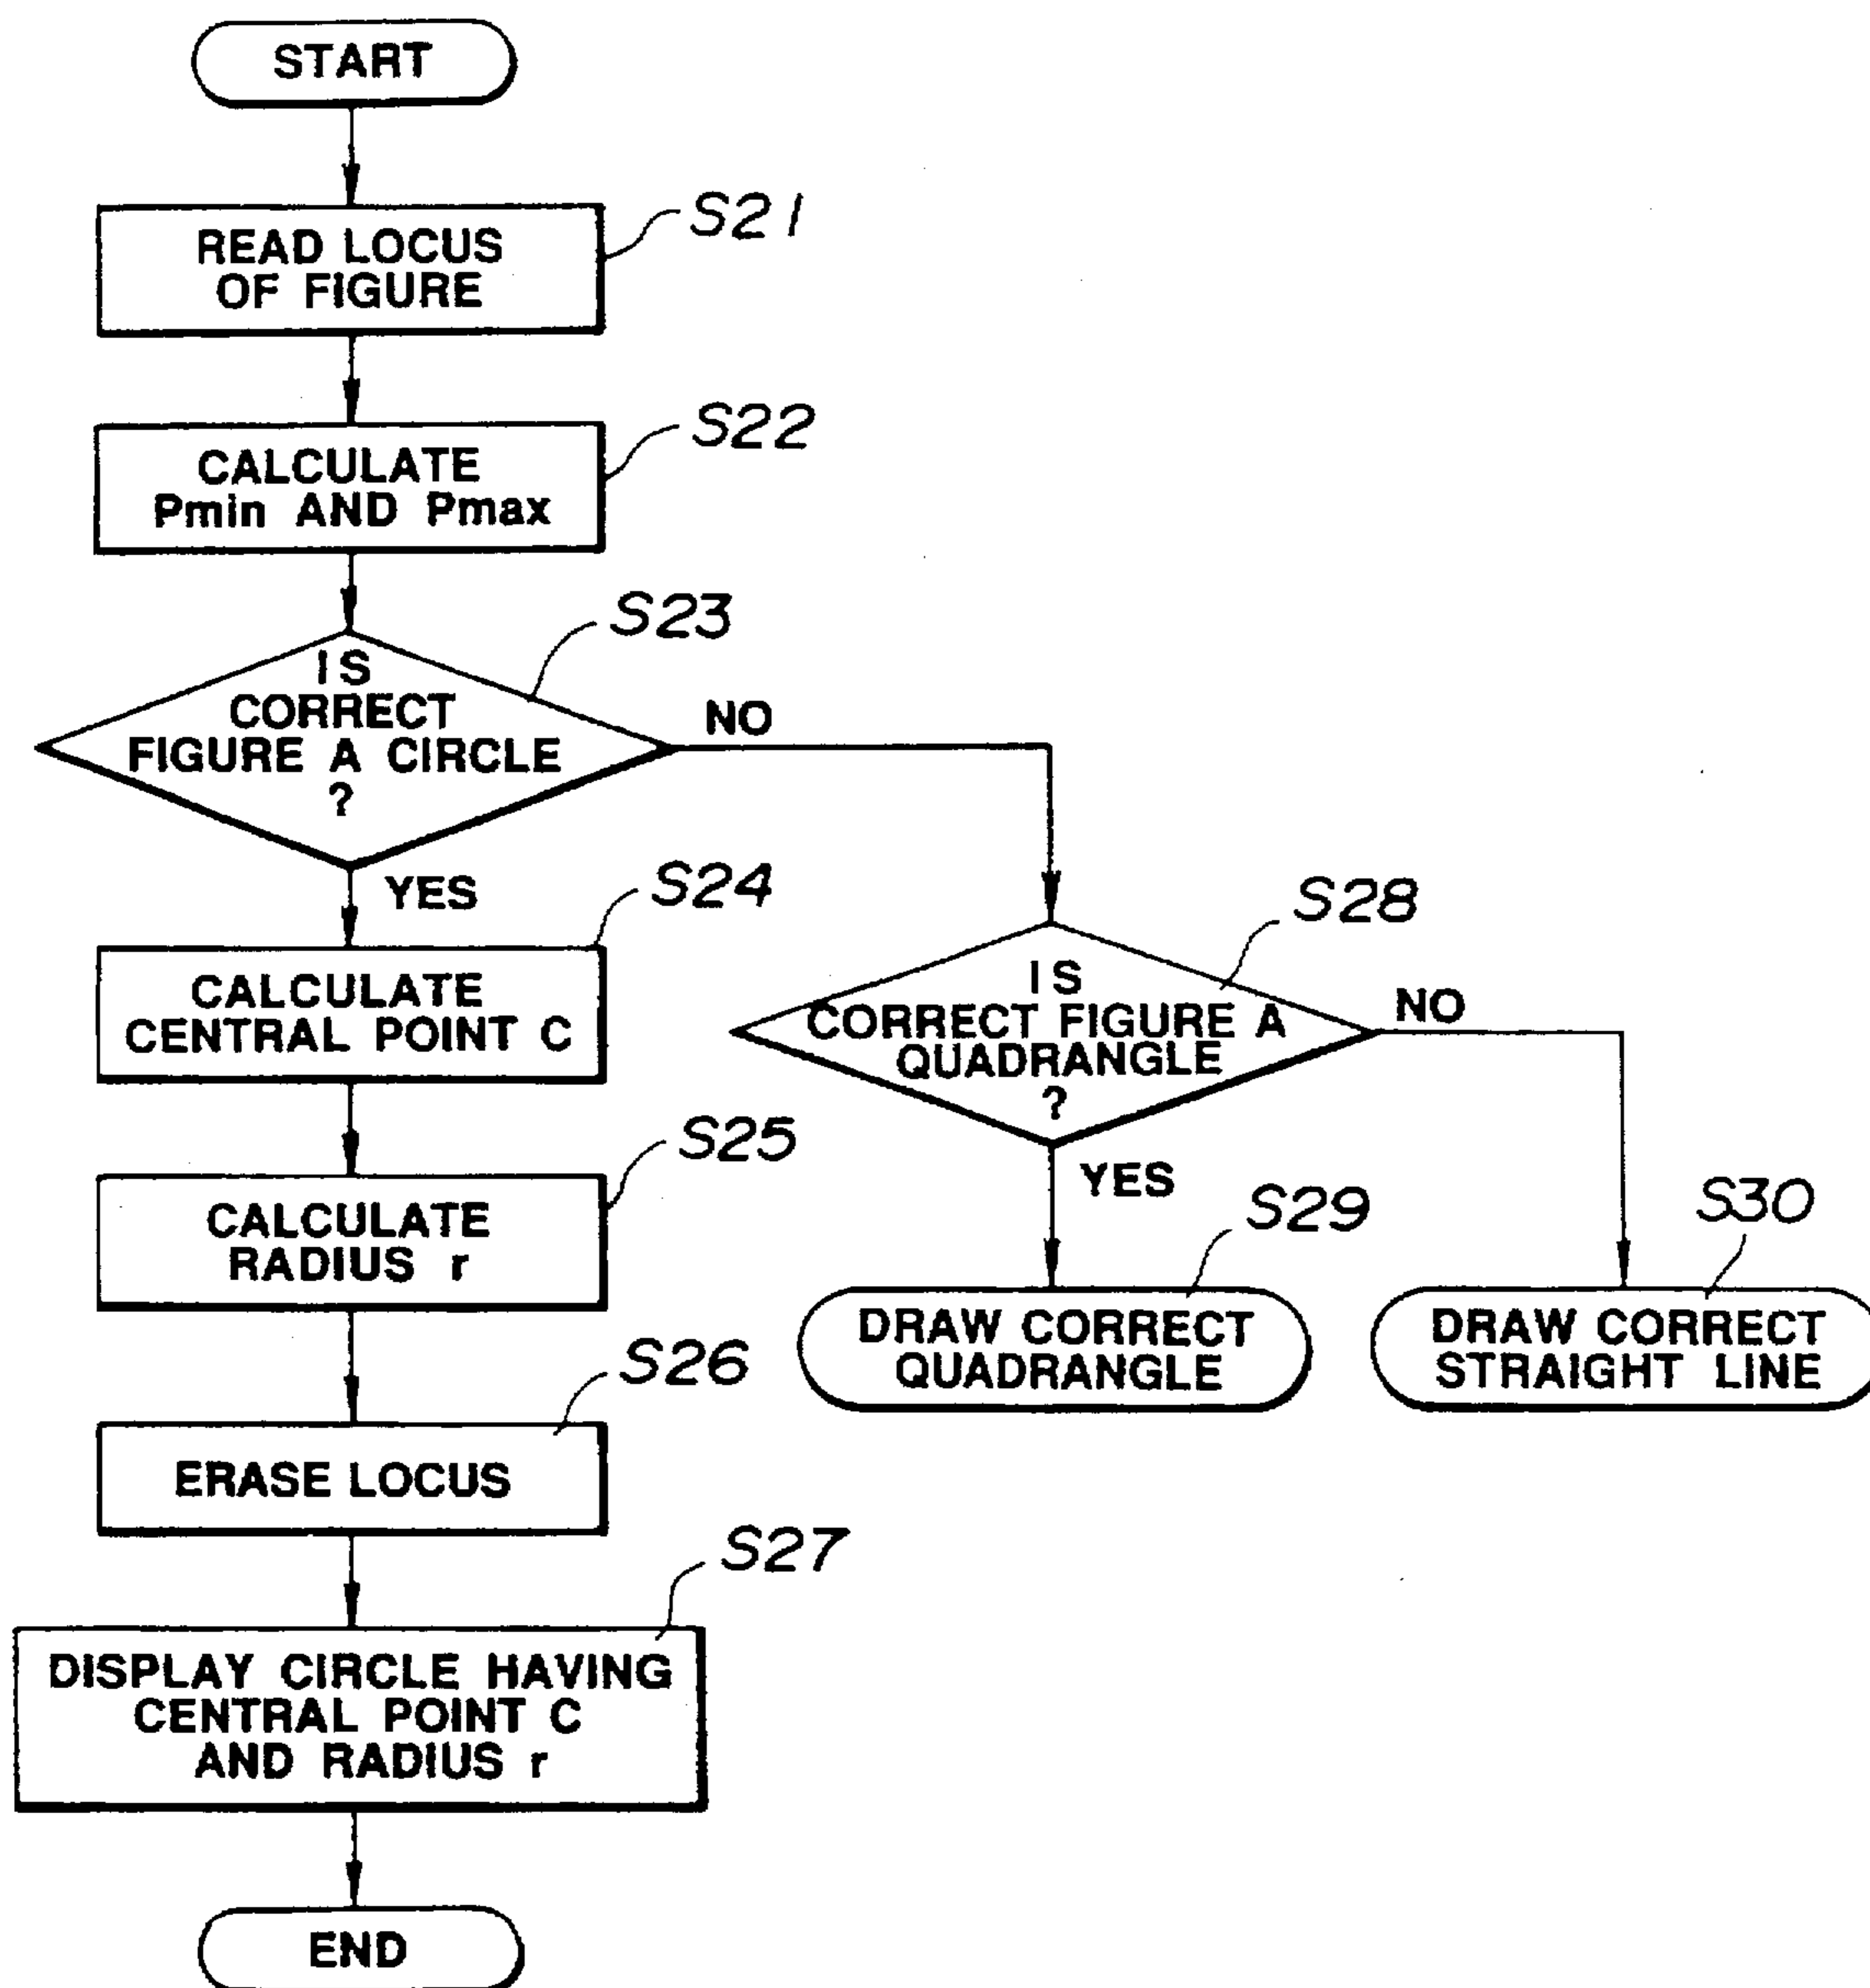 START
S21
READ LOCUS
OF FIGURE
S22
CALCULATE
Pmin AND Pmax
S23
IS
CORRECT
FIGURE A CIRCLE
?
NO
YES
S24
CALCULATE
CENTRAL POINT C
S25
CALCULATE
RADIUS r
S26
ERASE LOCUS
S27
DISPLAY CIRCLE HAVING
CENTRAL POINT C
AND RADIUS r
END
S28
IS
CORRECT FIGURE A
QUADRANGLE
?
NO
YES
S29
DRAW CORRECT
QUADRANGLE
S30
DRAW CORRECT
STRAIGHT LINE